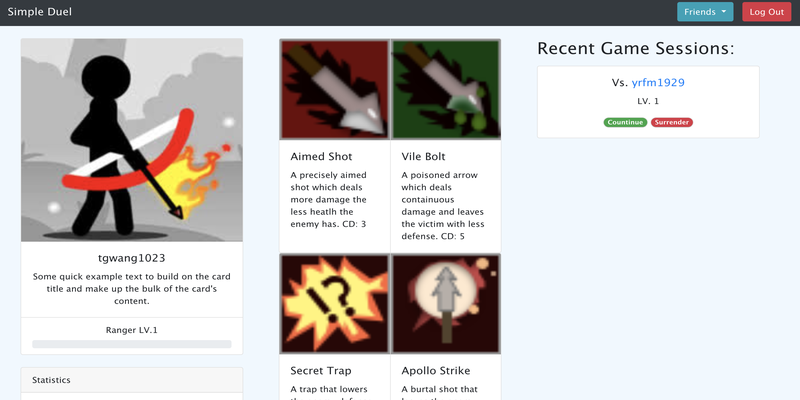 Simple Duel
Friends
Log Out
tgwang1023
Some quick example text to build on the card
title and make up the bulk of the card's
content.
Ranger LV.1
Statistics
!?
Aimed Shot
A precisely aimed
shot which deals
more damage the
less heatlh the
enemy has. CD: 3
Vile Bolt
A poisoned arrow
which deals
containuous
damage and leaves
the victim with less
defense. CD: 5
Secret Trap
A trap that lowers
Apollo Strike
A burtal shot that
Recent Game Sessions:
Vs. yrfm1929
LV. 1
Countinue
Surrender